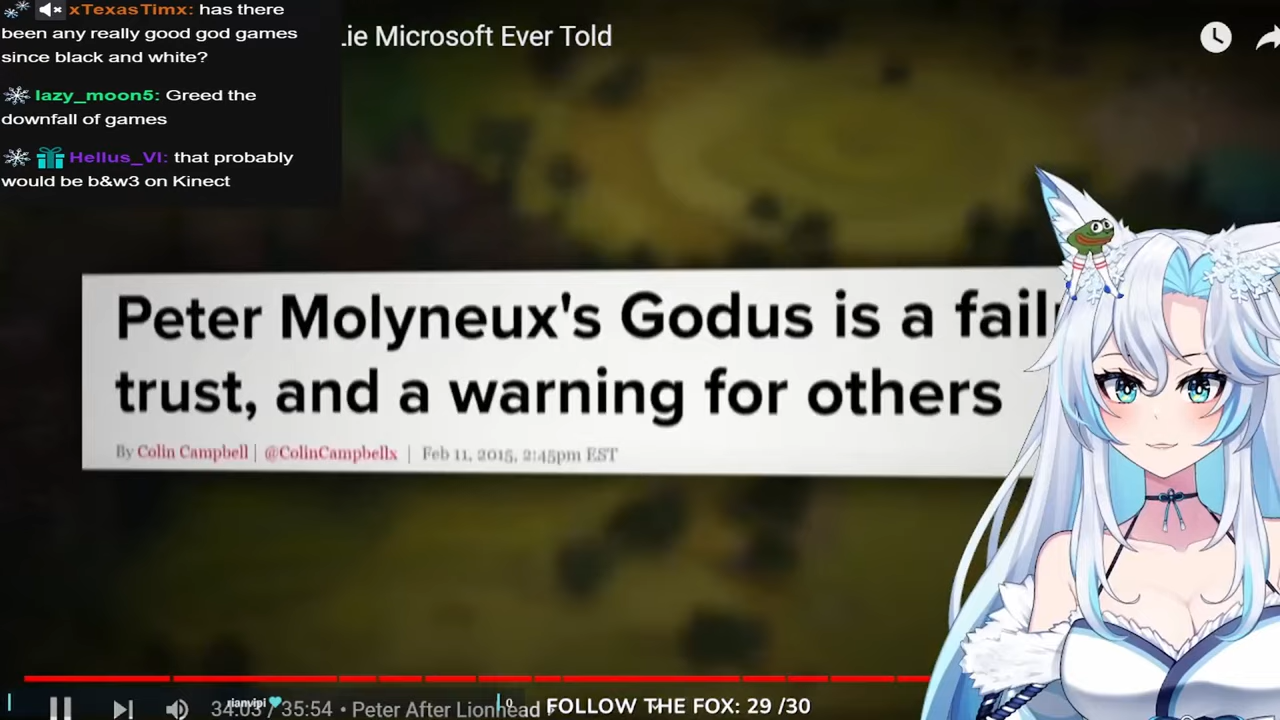 xTexasTimx: has there
been any really good god games
since black and white?
lazy_moon5: Greed the
downfall of games
Hellus_VI: that probably
would be b&w3 on Kinect
Lie Microsoft Ever Told
Peter Molyneux's Godus is a
trust, and a warning for others
By Colin Campbell | @ColinCampbellx | Feb 11, 2015, 2:45pm EST
34:03 / 35:54 • Peter After Lionhead
FOLLOW THE FOX: 29 /30